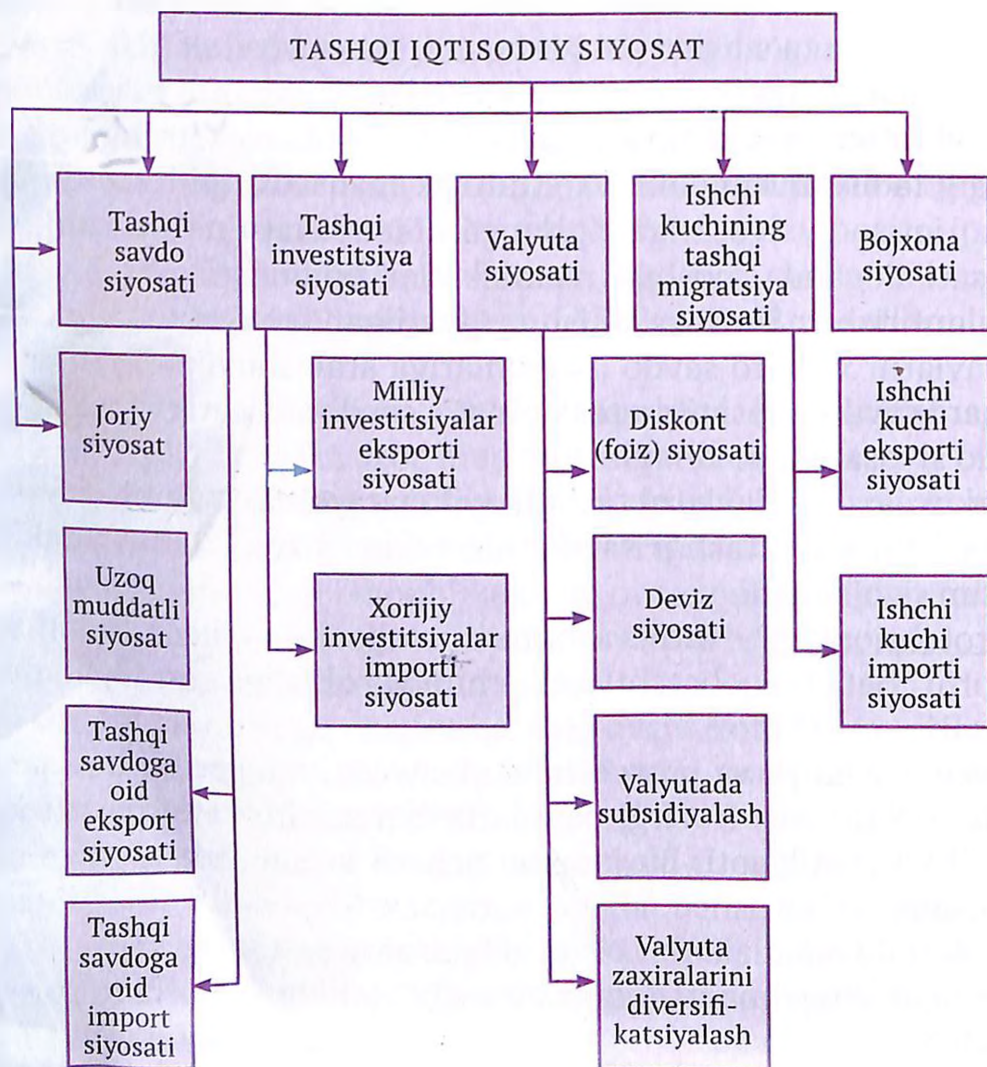 TASHQI IQTISODIY SIYOSAT
Tashqi
savdo
siyosati
Tashqi
investitsiya
siyosati
Valyuta
siyosati
Ishchi
kuchining
tashqi
migratsiya
siyosati
Bojxona
siyosati
Joriy
siyosat
Milliy
investitsiyalar
eksporti
siyosati
Diskont
(foiz) siyosati
Ishchi
kuchi
eksporti
siyosati
Uzoq
muddatli
siyosat
Xorijiy
investitsiyalar
importi
siyosati
Deviz
siyosati
Ishchi
kuchi
importi
siyosati
Tashqi
savdoga
oid
eksport
siyosati
Valyutada
subsidiyalash
Tashqi
savdoga
oid
import
siyosati
Valyuta
zaxiralarini
diversifi-
katsiyalash